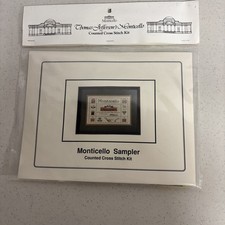 Thomas Jefferson's Monticello
Counted Cross Stitch Kit
Monticello Sampler
Counted Cross Stitch Kit